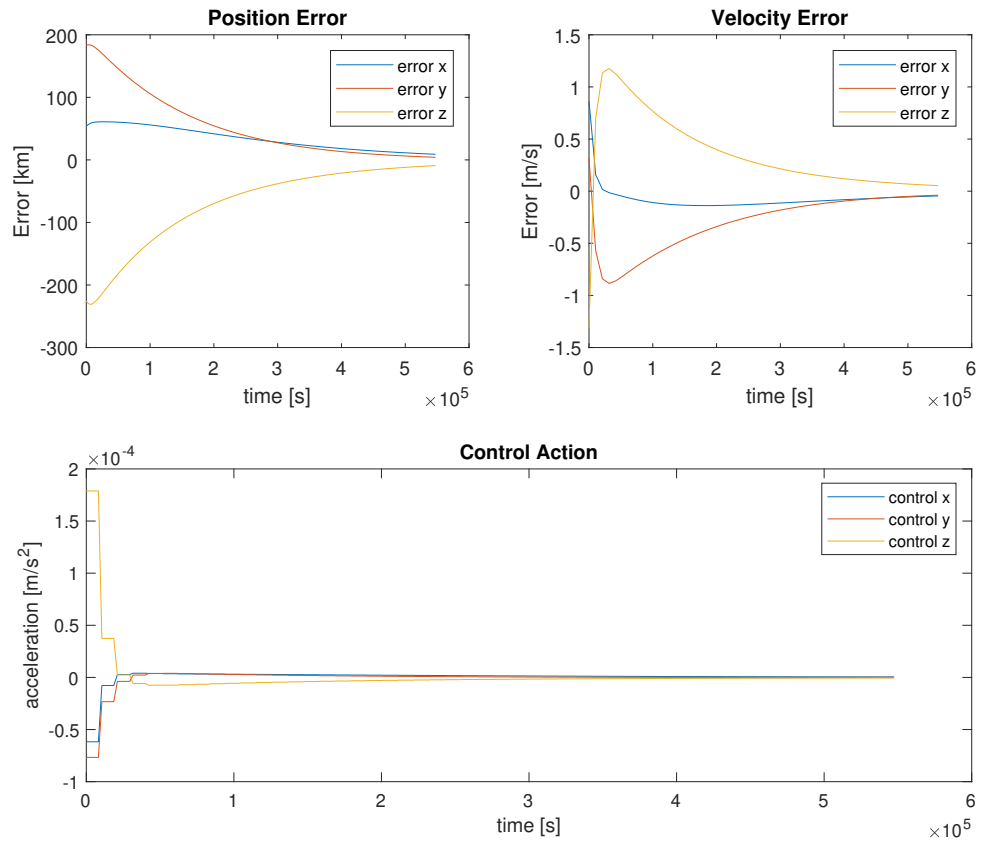 Position Error
200
100
0
-100
-200
-300
Error [km]
error x
error y
error z
0 1 2 3 4 5 6
time [s]
×10^5
Velocity Error
1.5
1
0.5
0
-0.5
-1
-1.5
Error [m/s]
error x
error y
error z
0 1 2 3 4 5 6
time [s]
×10^5
Control Action
×10^-4
2
1.5
1
0.5
0
-0.5
-1
acceleration [m/s^2]
control x
control y
control z
0 1 2 3 4 5 6
time [s]
×10^5